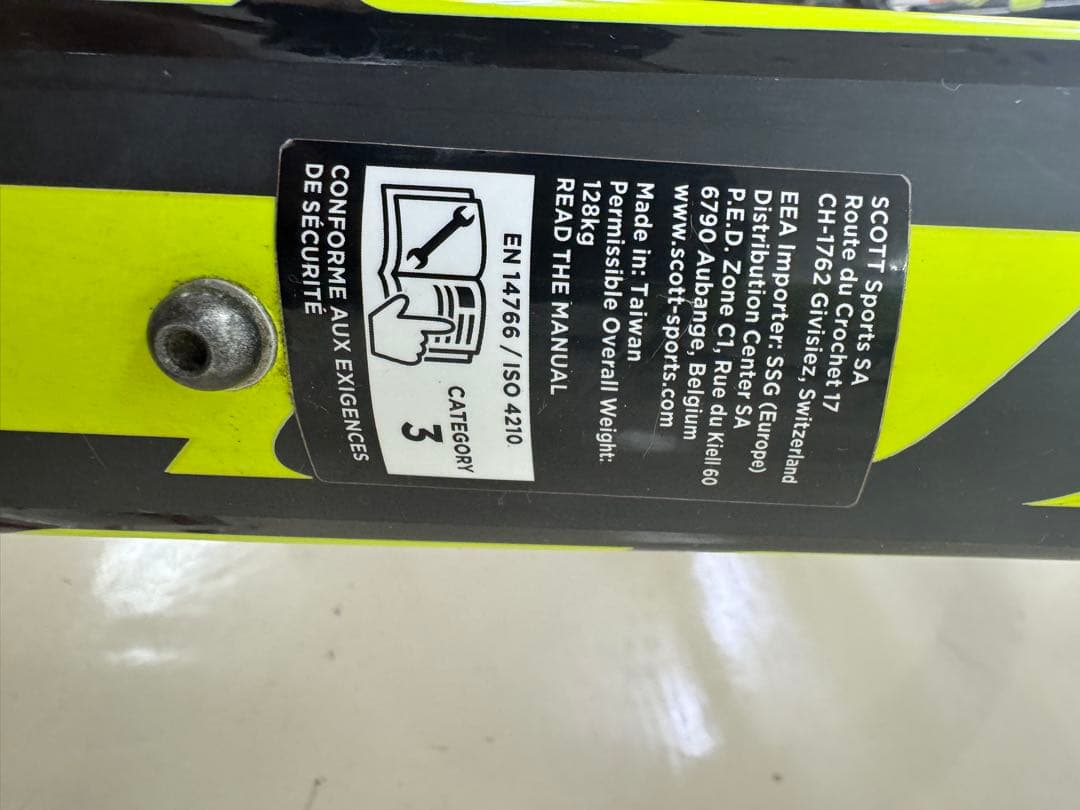 SCOTT Sports SA
Route du Crochet 17
CH-1762 Givisiez, Switzerland
EEA Importer: SSG (Europe)
Distribution Center SA
P.E.D. Zone C1, Rue du Kiell 60
6790 Aubange, Belgium
www.scott-sports.com
Made in: Taiwan
Permissible Overall Weight:
128kg
READ THE MANUAL
EN 14766 / ISO 4210
CATEGORY
3
CONFORME AUX EXIGENCES
DE SÉCURITÉ